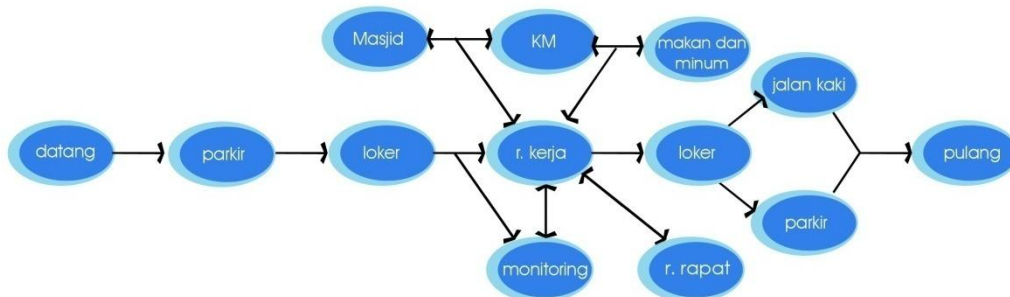 Masjid
KM
makan dan
minum
jalan kaki
datang
parkir
loker
r. kerja
loker
pulang
parkir
monitoring
r. rapat